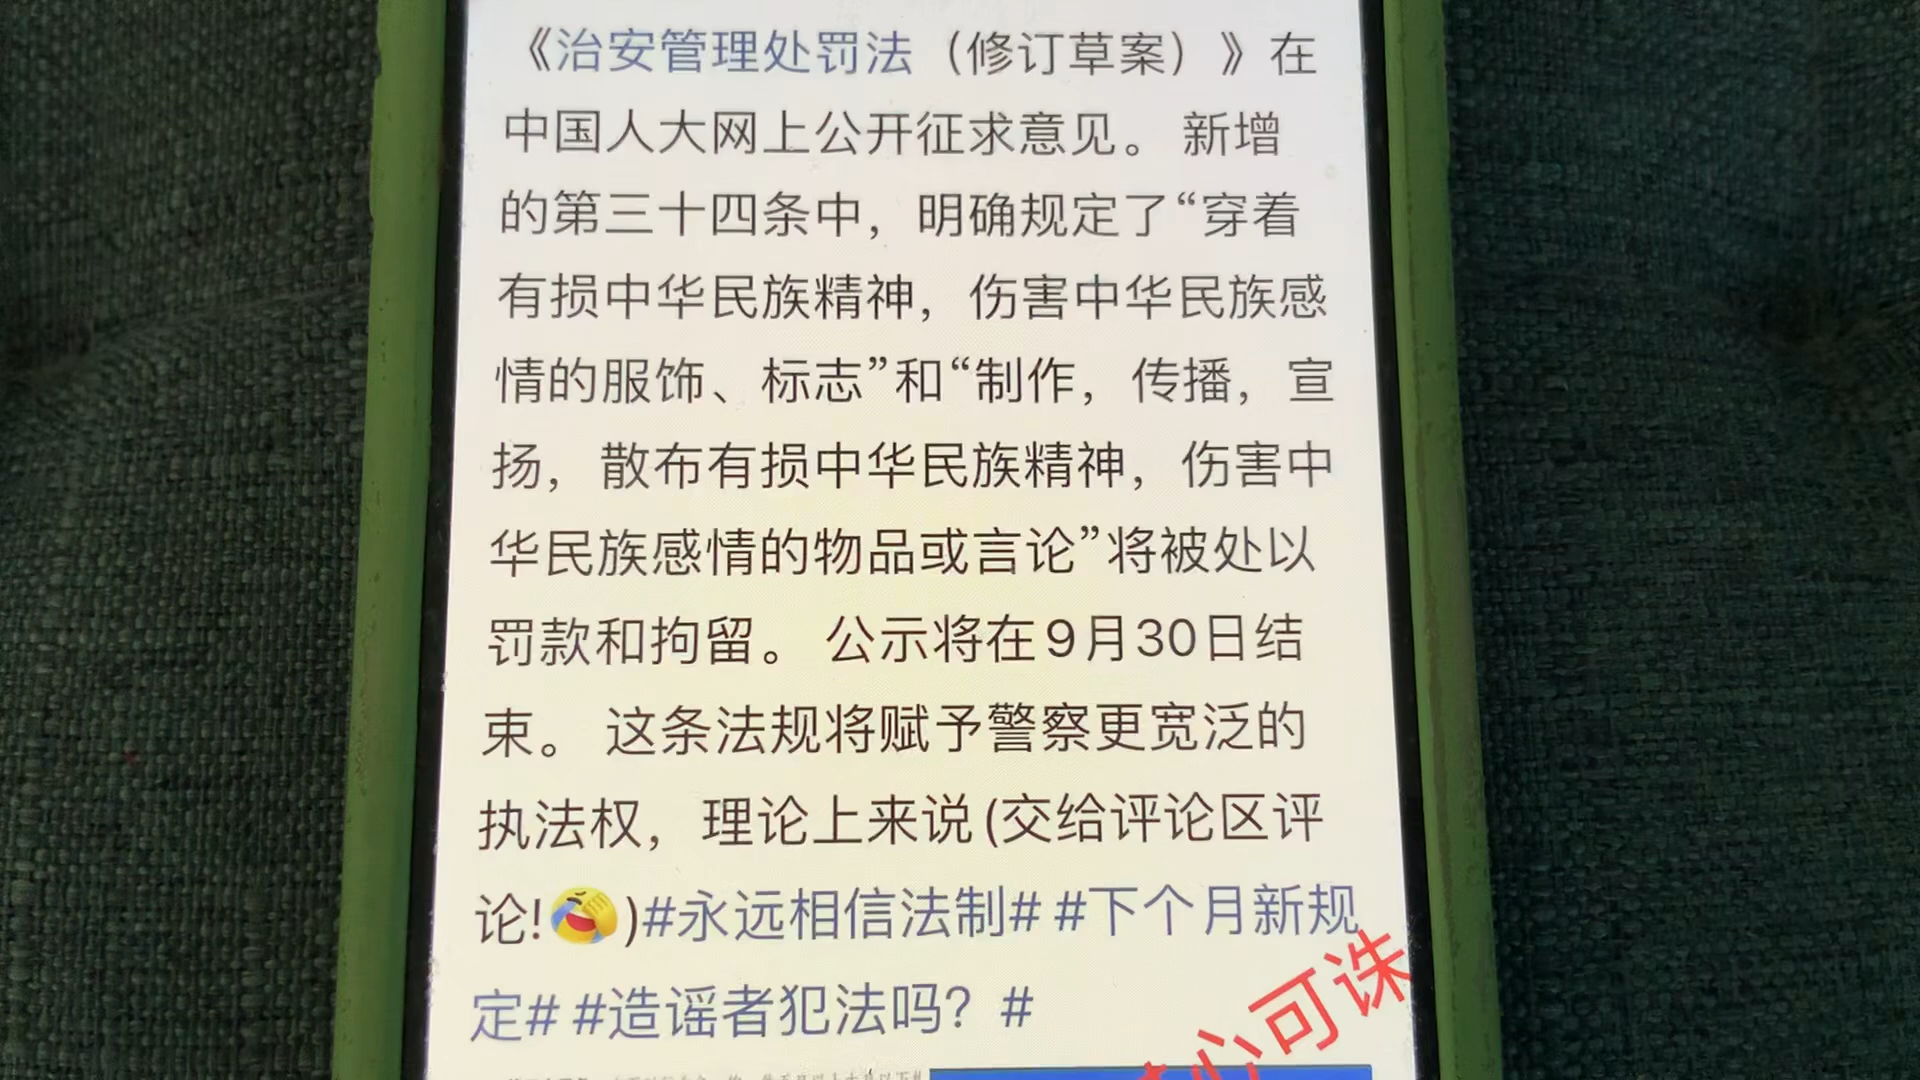 《治安管理处罚法（修订草案）》在
中国人大网上公开征求意见。 新增
的第三十四条中，明确规定了“穿着
有损中华民族精神，伤害中华民族感
情的服饰、标志”和“制作，传播，宣
扬，散布有损中华民族精神，伤害中
华民族感情的物品或言论”将被处以
罚款和拘留。 公示将在9月30日结
束。 这条法规将赋予警察更宽泛的
执法权，理论上来说(交给评论区评
论!🤣)#永远相信法制# #下个月新规
定# #造谣者犯法吗？#
心可诛